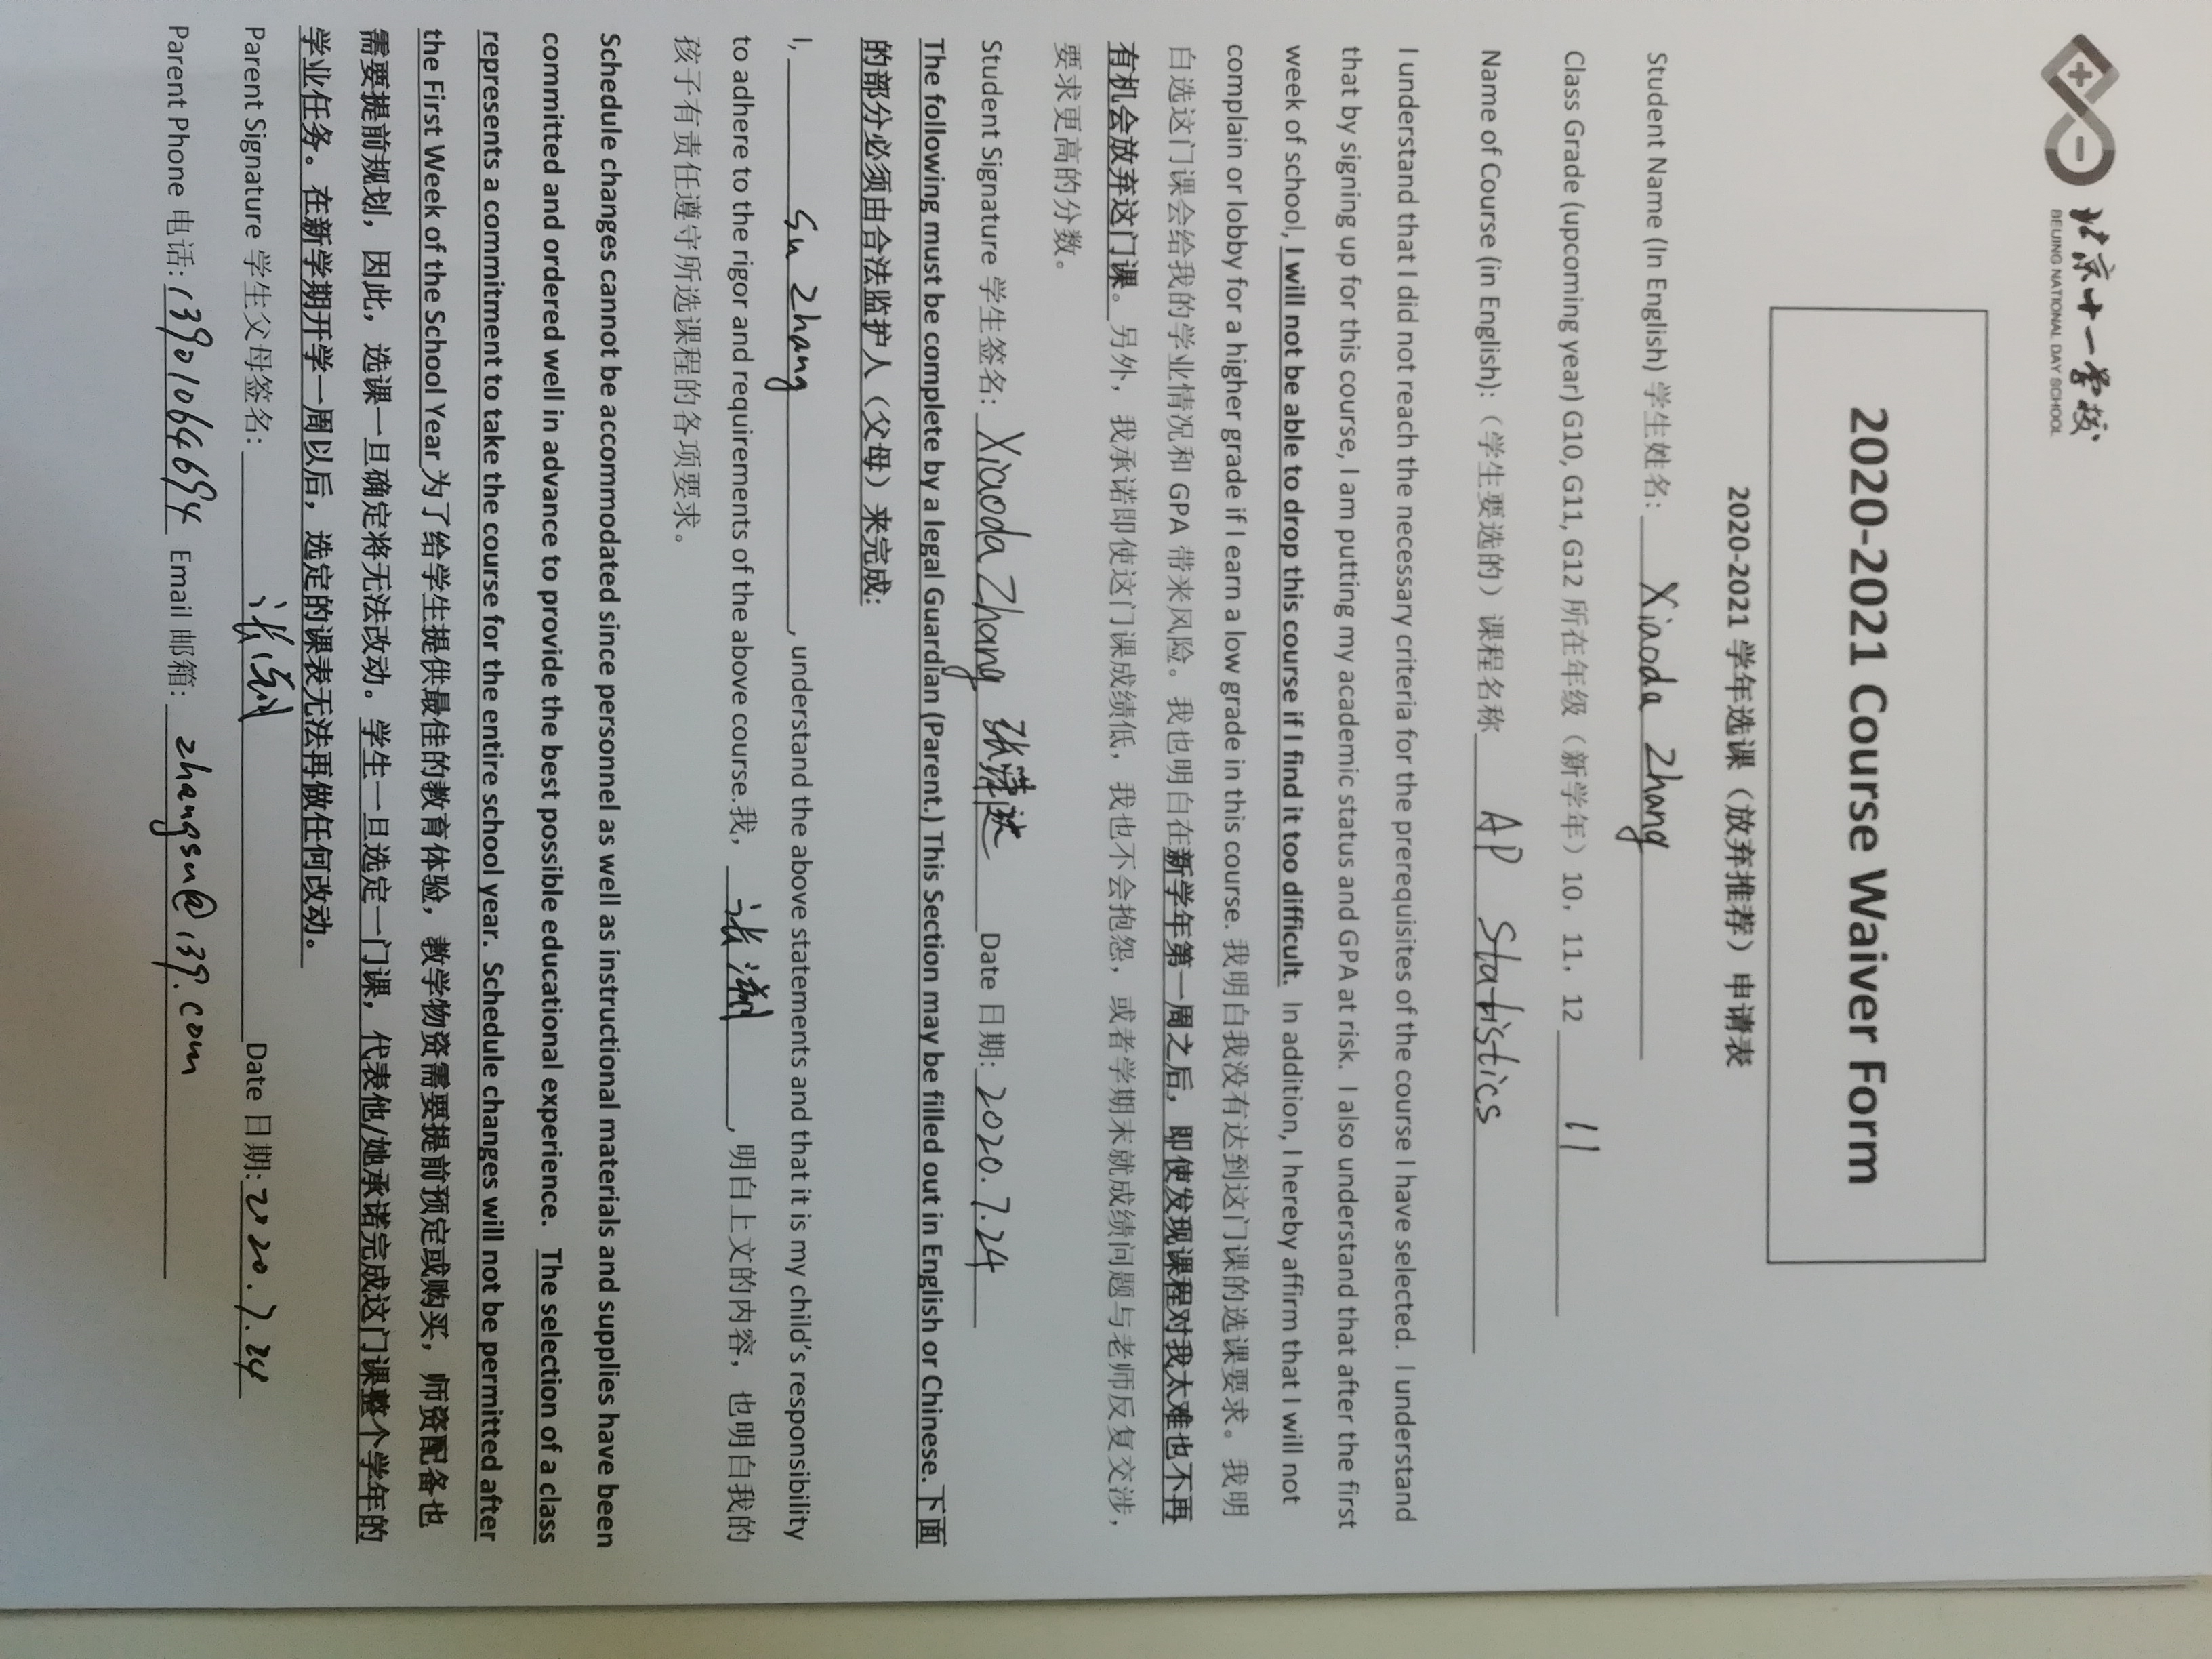 北京十一学校
BEIJING NATIONAL DAY SCHOOL
2020-2021 Course Waiver Form
2020-2021 学年选课（放弃推荐）申请表
Student Name (In English) 学生姓名: Xiaoda Zhang
Class Grade (upcoming year) G10, G11, G12 所在年级（新学年）10，11，12 11
Name of Course (in English):（学生要选的）课程名称 AP Statistics
I understand that I did not reach the necessary criteria for the prerequisites of the course I have selected. I understand
that by signing up for this course, I am putting my academic status and GPA at risk. I also understand that after the first
week of school, I will not be able to drop this course if I find it too difficult. In addition, I hereby affirm that I will not
complain or lobby for a higher grade if I earn a low grade in this course. 我明白我没有达到这门课的选课要求。我明
白选这门课会给我的学业情况和 GPA 带来风险。我也明白在新学年第一周之后，即使发现课程对我太难也不再
有机会放弃这门课。另外，我承诺即使这门课成绩低，我也不会抱怨，或者学期末就成绩问题与老师反复交涉，
要求更高的分数。
Student Signature 学生签名: Xiaoda Zhang 张 达 Date 日期: 2020.7.24
The following must be complete by a legal Guardian (Parent.) This Section may be filled out in English or Chinese.下面
的部分必须由合法监护人（父母）来完成:
I, Su Zhang, understand the above statements and that it is my child's responsibility
to adhere to the rigor and requirements of the above course.我，张 , 明白上文的内容，也明白我的
孩子有责任遵守所选课程的各项要求。
Schedule changes cannot be accommodated since personnel as well as instructional materials and supplies have been
committed and ordered well in advance to provide the best possible educational experience. The selection of a class
represents a commitment to take the course for the entire school year. Schedule changes will not be permitted after
the First Week of the School Year 为了给学生提供最佳的教育体验，教学物资需要提前预定或购买，师资配备也
需要提前规划，因此，选课一旦确定将无法改动。学生一旦选定一门课，代表他/她承诺完成这门课整个学年的
学业任务。在新学期开学一周以后，选定的课表无法再做任何改动。
Parent Signature 学生父母签名: 张 Date 日期: 2020.7.24
Parent Phone 电话: 13901064694 Email 邮箱: zhangsu@139.com